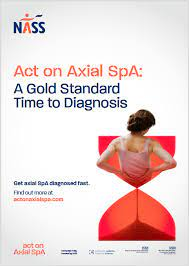 NASS
Act on Axial SpA:
A Gold Standard
Time to Diagnosis
Get axial SpA diagnosed fast.
Find out more at
actonaxialspa.com
act on
Axial SpA